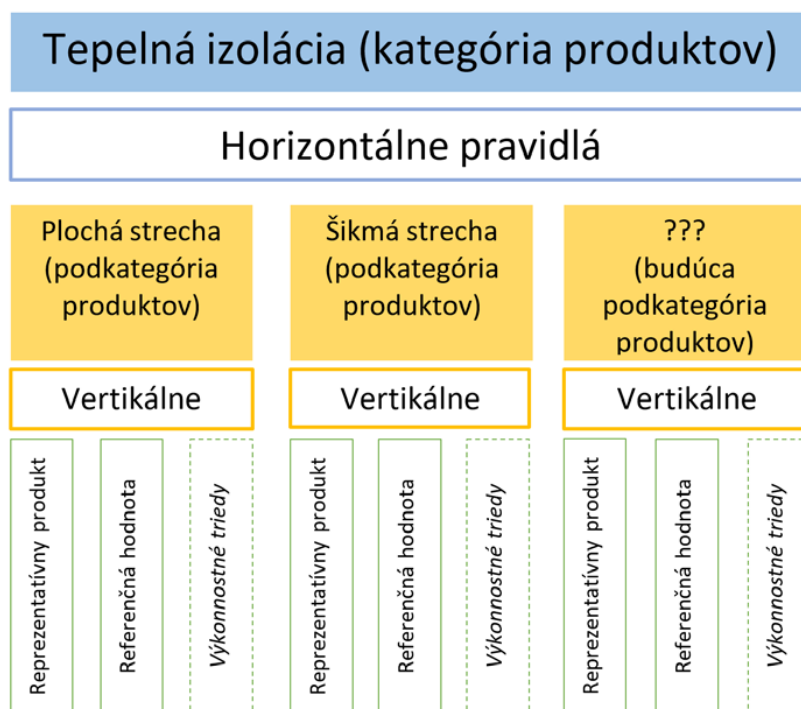 Tepelná izolácia (kategória produktov)
Horizontálne pravidlá
Plochá strecha
(podkategória
produktov)
Šikmá strecha
(podkategória
produktov)
???
(budúca
podkategória
produktov)
Vertikálne
Vertikálne
Vertikálne
Reprezentatívny produkt
Referenčná hodnota
Výkonnostné triedy
Reprezentatívny produkt
Referenčná hodnota
Výkonnostné triedy
Reprezentatívny produkt
Referenčná hodnota
Výkonnostné triedy